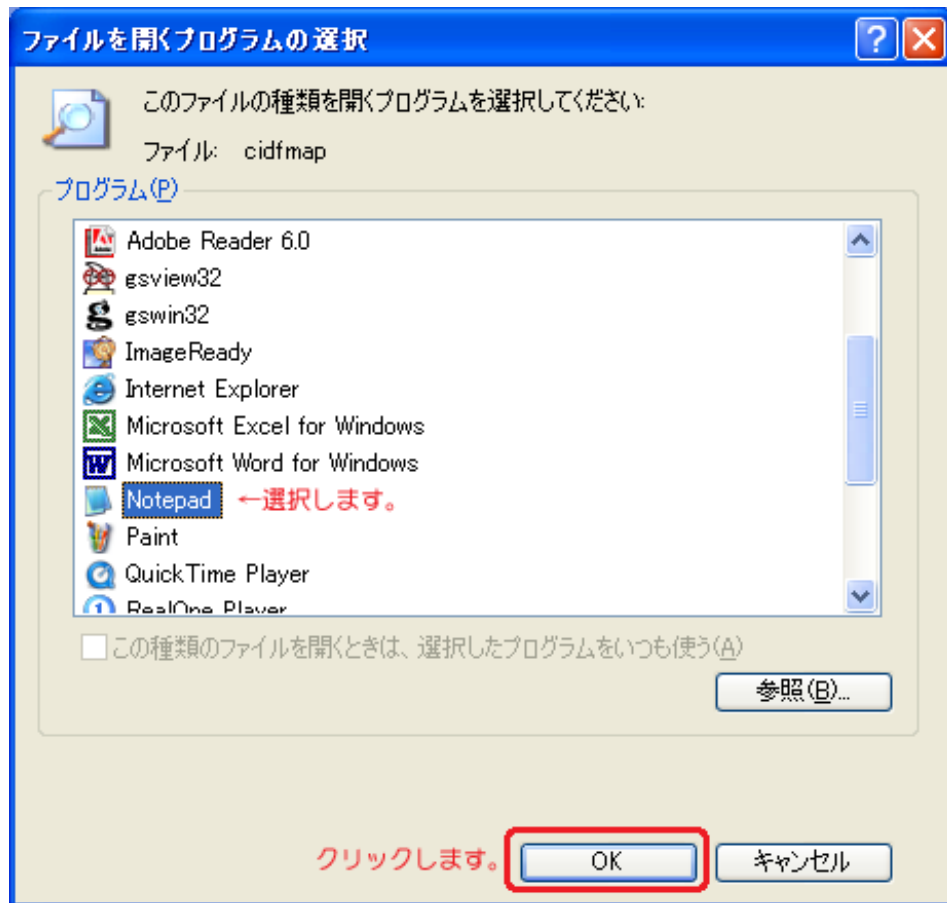 ファイルを開くプログラムの選択
このファイルの種類を開くプログラムを選択してください:
ファイル: cidfmap
プログラム(P)
Adobe Reader 6.0
gsview32
gswin32
ImageReady
Internet Explorer
Microsoft Excel for Windows
Microsoft Word for Windows
Notepad ←選択します。
Paint
QuickTime Player
RealOne Player
この種類のファイルを開くときは、選択したプログラムをいつも使う(A)
参照(B)...
クリックします。 OK キャンセル